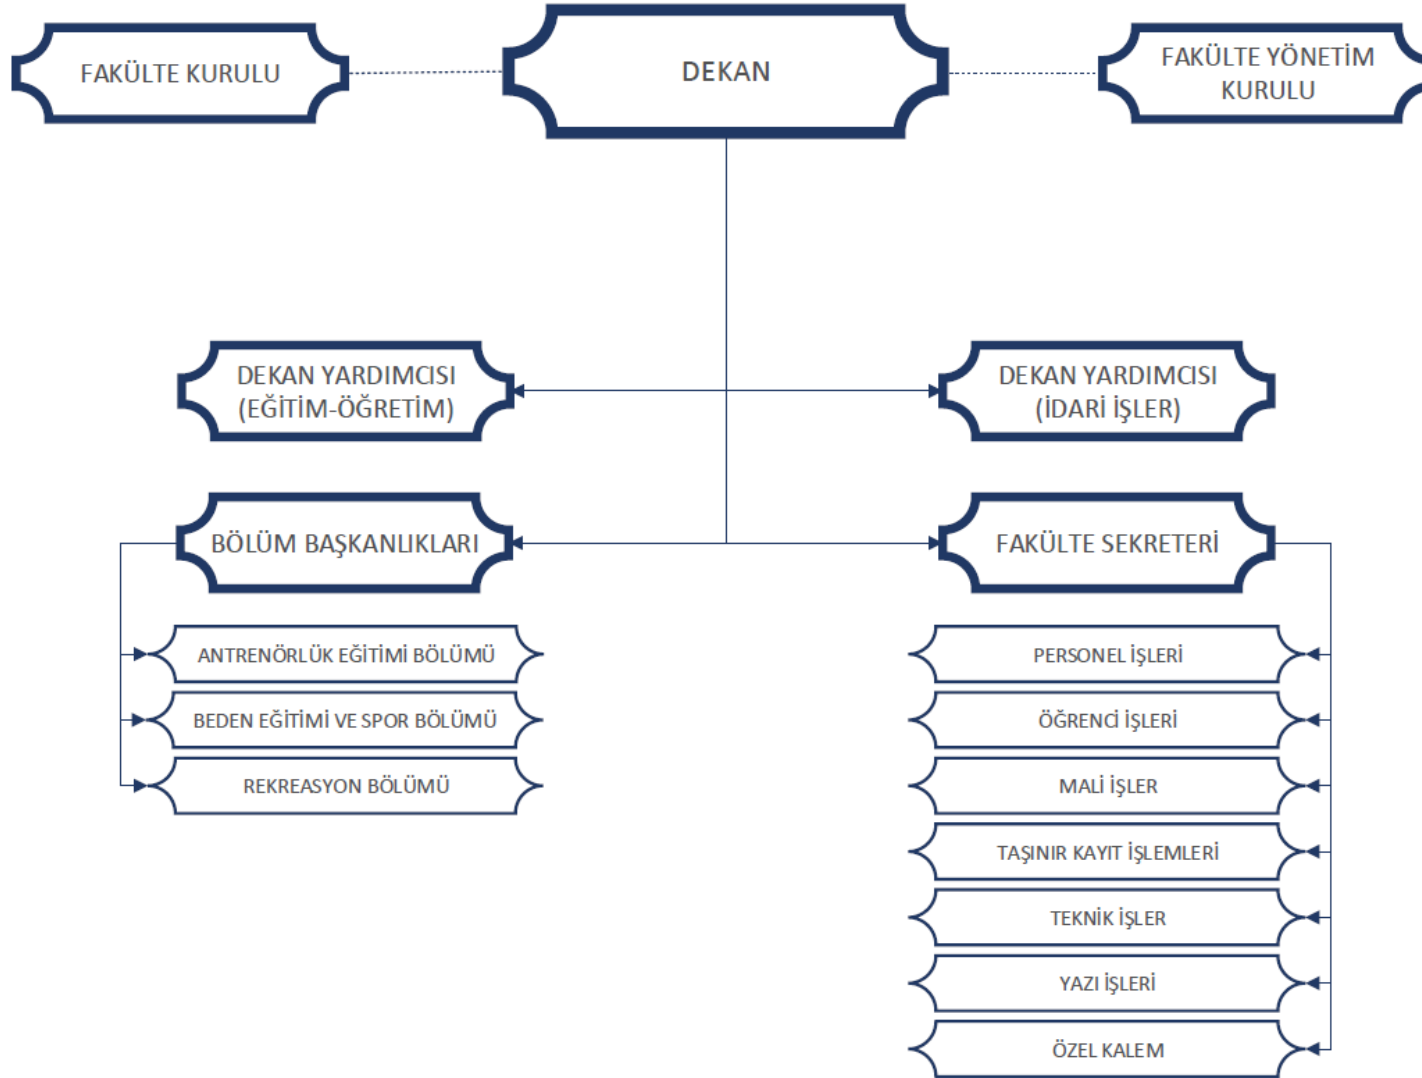 FAKÜLTE KURULU
DEKAN
FAKÜLTE YÖNETİM
KURULU
DEKAN YARDIMCISI
(EĞİTİM-ÖĞRETİM)
DEKAN YARDIMCISI
(İDARİ İŞLER)
BÖLÜM BAŞKANLIKLARI
FAKÜLTE SEKRETERİ
ANTRENÖRLÜK EĞİTİMİ BÖLÜMÜ
BEDEN EĞİTİMİ VE SPOR BÖLÜMÜ
REKREASYON BÖLÜMÜ
PERSONEL İŞLERİ
ÖĞRENCİ İŞLERİ
MALİ İŞLER
TAŞINIR KAYIT İŞLEMLERİ
TEKNİK İŞLER
YAZI İŞLERİ
ÖZEL KALEM